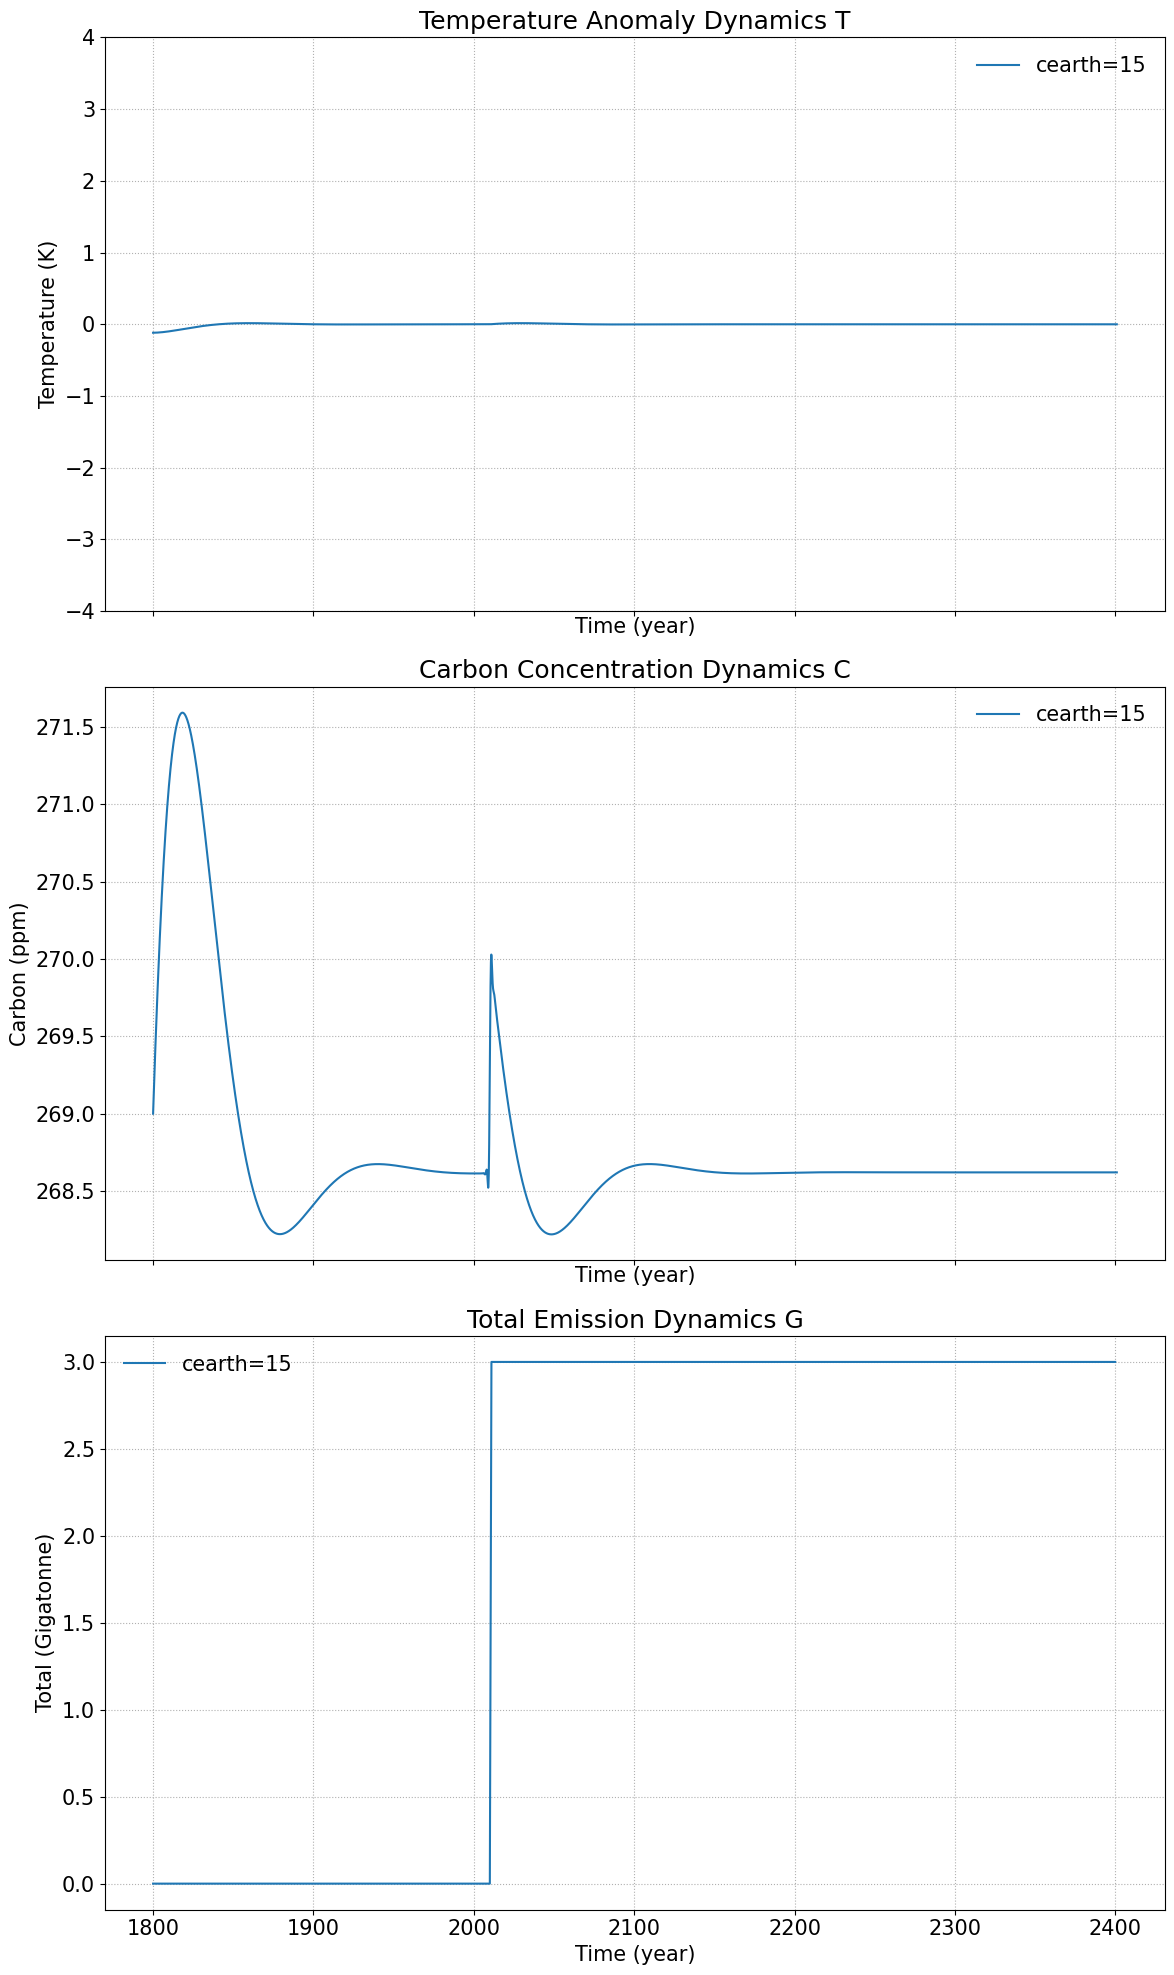 Temperature Anomaly Dynamics T
4
3
2
1
0
−1
−2
−3
−4
Temperature (K)
cearth=15
Time (year)
Carbon Concentration Dynamics C
271.5
271.0
270.5
270.0
269.5
269.0
268.5
Carbon (ppm)
cearth=15
Time (year)
Total Emission Dynamics G
3.0
2.5
2.0
1.5
1.0
0.5
0.0
Total (Gigatonne)
cearth=15
1800 1900 2000 2100 2200 2300 2400
Time (year)